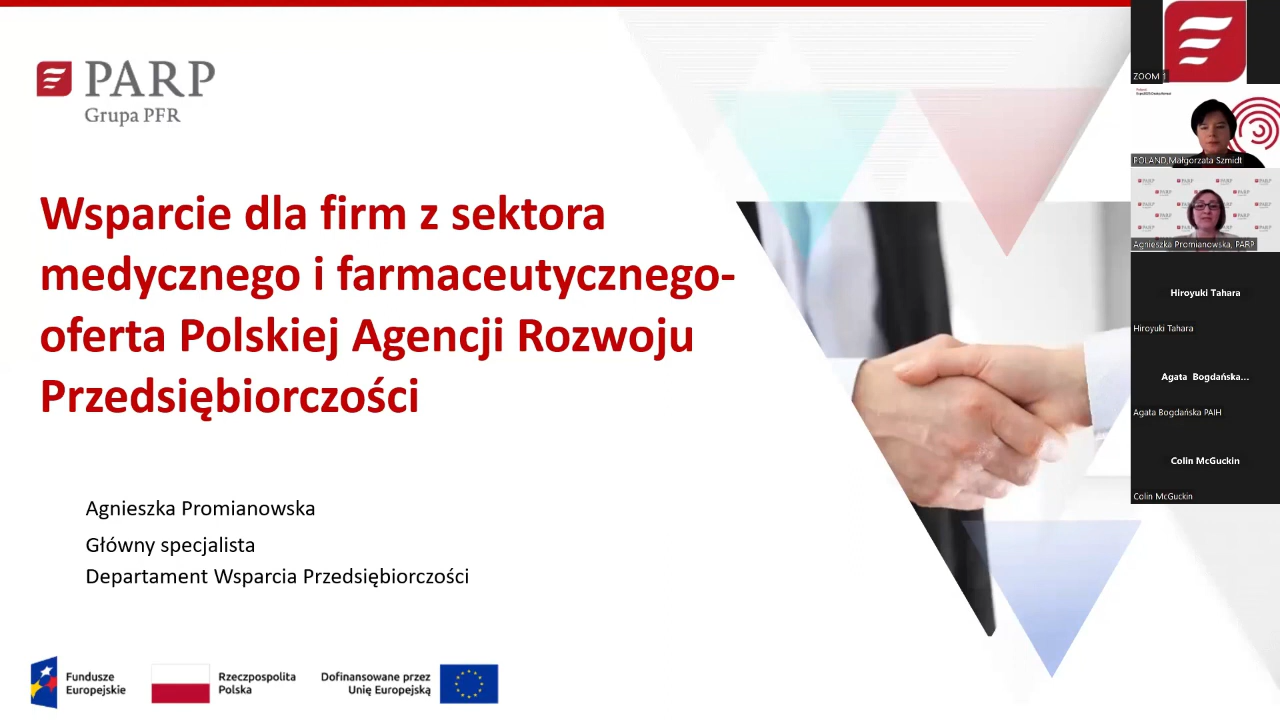 PARP
Grupa PFR
Wsparcie dla firm z sektora
medycznego i farmaceutycznego-
oferta Polskiej Agencji Rozwoju
Przedsiębiorczości
Agnieszka Promianowska
Główny specjalista
Departament Wsparcia Przedsiębiorczości
Fundusze
Europejskie
Rzeczpospolita
Polska
Dofinansowane przez
Unię Europejską
ZOOM 1
POLAND Małgorzata Szmidt
Agnieszka Promianowska, PARP
Hiroyuki Tahara
Hiroyuki Tahara
Agata Bogdańska...
Agata Bogdańska PAIH
Colin McGuckin
Colin McGuckin